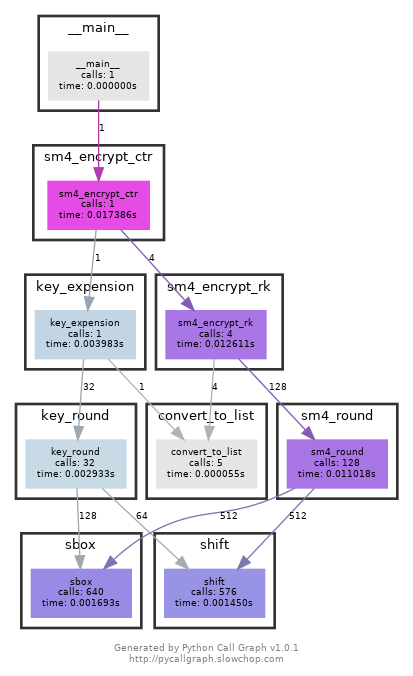 __main__
__main__
calls: 1
time: 0.000000s
1
sm4_encrypt_ctr
sm4_encrypt_ctr
calls: 1
time: 0.017386s
1
4
key_expension
key_expension
calls: 1
time: 0.003983s
sm4_encrypt_rk
sm4_encrypt_rk
calls: 4
time: 0.012611s
32
1
4
128
key_round
key_round
calls: 32
time: 0.002933s
convert_to_list
convert_to_list
calls: 5
time: 0.000055s
sm4_round
sm4_round
calls: 128
time: 0.011018s
128
64
512
512
sbox
sbox
calls: 640
time: 0.001693s
shift
shift
calls: 576
time: 0.001450s
Generated by Python Call Graph v1.0.1
http://pycallgraph.slowchop.com